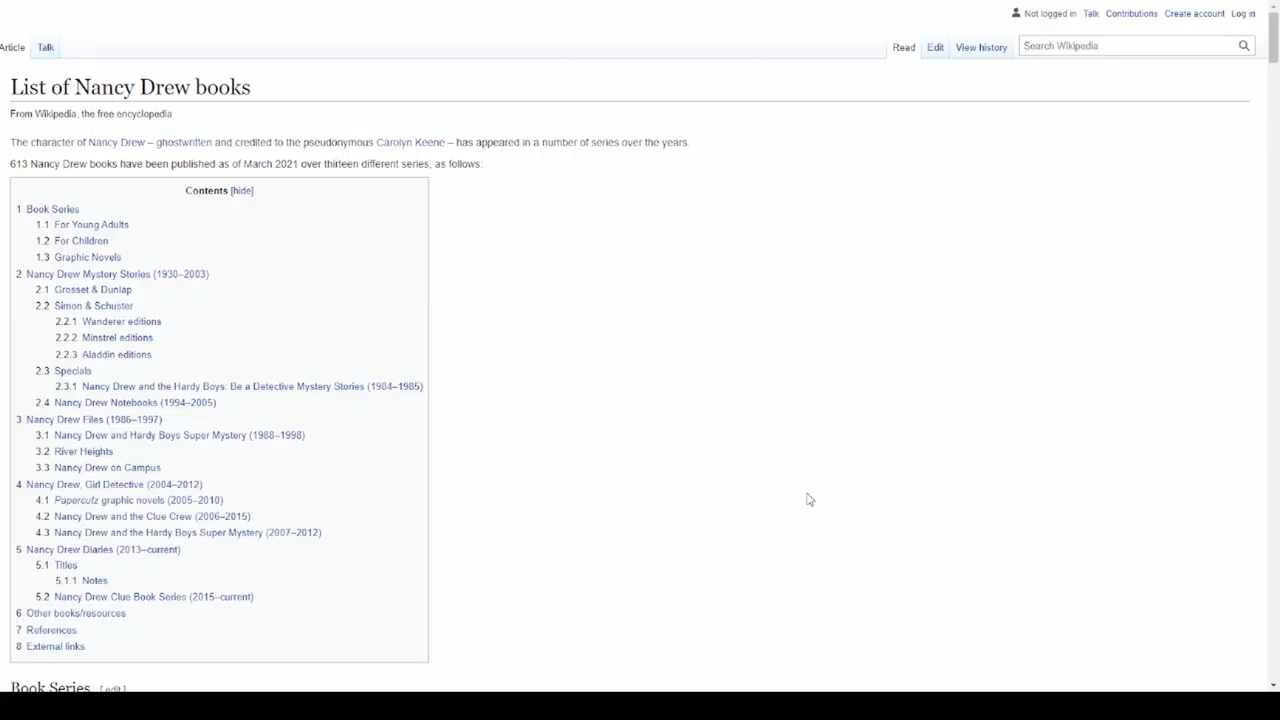 Not logged in Talk Contributions Create account Log in
Article Talk Read Edit View history Search Wikipedia
List of Nancy Drew books
From Wikipedia, the free encyclopedia
The character of Nancy Drew – ghostwritten and credited to the pseudonymous Carolyn Keene – has appeared in a number of series over the years.
613 Nancy Drew books have been published as of March 2021 over thirteen different series, as follows:
Contents [hide]
1 Book Series
1.1 For Young Adults
1.2 For Children
1.3 Graphic Novels
2 Nancy Drew Mystery Stories (1930–2003)
2.1 Grosset & Dunlap
2.2 Simon & Schuster
2.2.1 Wanderer editions
2.2.2 Minstrel editions
2.2.3 Aladdin editions
2.3 Specials
2.3.1 Nancy Drew and the Hardy Boys: Be a Detective Mystery Stories (1984–1985)
2.4 Nancy Drew Notebooks (1994–2005)
3 Nancy Drew Files (1986–1997)
3.1 Nancy Drew and Hardy Boys Super Mystery (1988–1998)
3.2 River Heights
3.3 Nancy Drew on Campus
4 Nancy Drew, Girl Detective (2004–2012)
4.1 Papercutz graphic novels (2005–2010)
4.2 Nancy Drew and the Clue Crew (2006–2015)
4.3 Nancy Drew and the Hardy Boys Super Mystery (2007–2012)
5 Nancy Drew Diaries (2013–current)
5.1 Titles
5.1.1 Notes
5.2 Nancy Drew Clue Book Series (2015–current)
6 Other books/resources
7 References
8 External links
Book Series [edit]